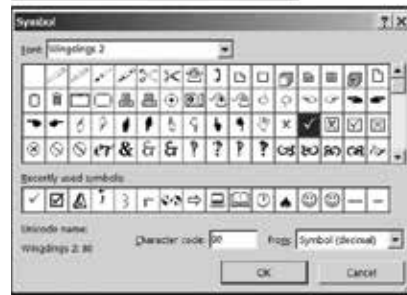 Symbol
Font: Wingdings 2
Recently used symbols:
Unicode name:
Wingdings 2: 80
Character code: 80
from: Symbol (decimal)
OK
Cancel